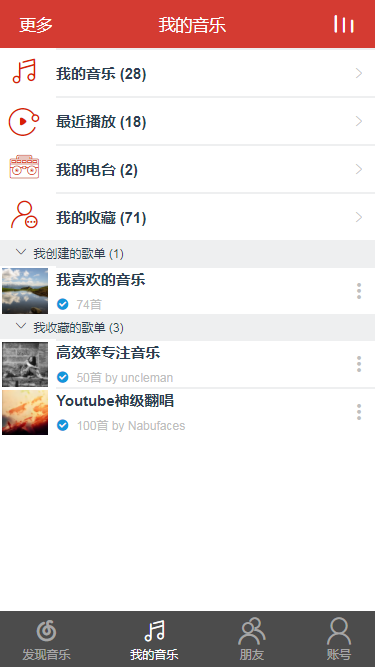 更多
我的音乐
我的音乐 (28)
最近播放 (18)
我的电台 (2)
我的收藏 (71)
我创建的歌单 (1)
我喜欢的音乐
74首
我收藏的歌单 (3)
高效率专注音乐
50首 by uncleman
Youtube神级翻唱
100首 by Nabufaces
发现音乐
我的音乐
朋友
账号